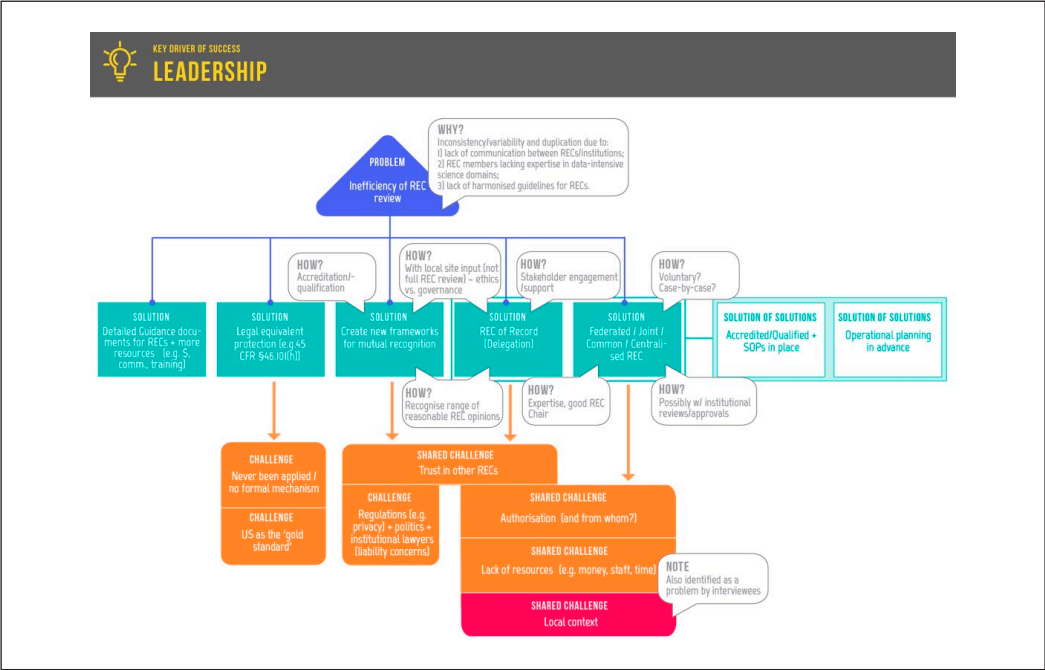 KEY DRIVER OF SUCCESS
LEADERSHIP
WHY?
Inconsistency/variability and duplication due to:
1) lack of communication between RECs/institutions;
2) REC members lacking expertise in data-intensive
science domains;
3) lack of harmonised guidelines for RECs.
PROBLEM
Inefficiency of REC
review
HOW?
Accreditation/-
qualification
HOW?
With local site input (not
full REC review) – ethics
vs. governance
HOW?
Stakeholder engagement
/support
HOW?
Voluntary?
Case-by-case?
SOLUTION
Detailed Guidance docu-
ments for RECs + more
resources (e.g. $,
comm., training)
SOLUTION
Legal equivalent
protection (e.g.45
CFR §46.101(h))
SOLUTION
Create new frameworks
for mutual recognition
SOLUTION
REC of Record
(Delegation)
SOLUTION
Federated / Joint /
Common / Centrali-
sed REC
SOLUTION OF SOLUTIONS
Accredited/Qualified +
SOPs in place
SOLUTION OF SOLUTIONS
Operational planning
in advance
HOW?
Recognise range of
reasonable REC opinions
HOW?
Expertise, good REC
Chair
HOW?
Possibly w/ institutional
reviews/approvals
CHALLENGE
Never been applied /
no formal mechanism
CHALLENGE
US as the 'gold
standard'
SHARED CHALLENGE
Trust in other RECs
CHALLENGE
Regulations (e.g.
privacy) + politics +
institutional lawyers
(liability concerns)
SHARED CHALLENGE
Authorisation (and from whom?)
SHARED CHALLENGE
Lack of resources (e.g. money, staff, time)
NOTE
Also identified as a
problem by interviewees
SHARED CHALLENGE
Local context